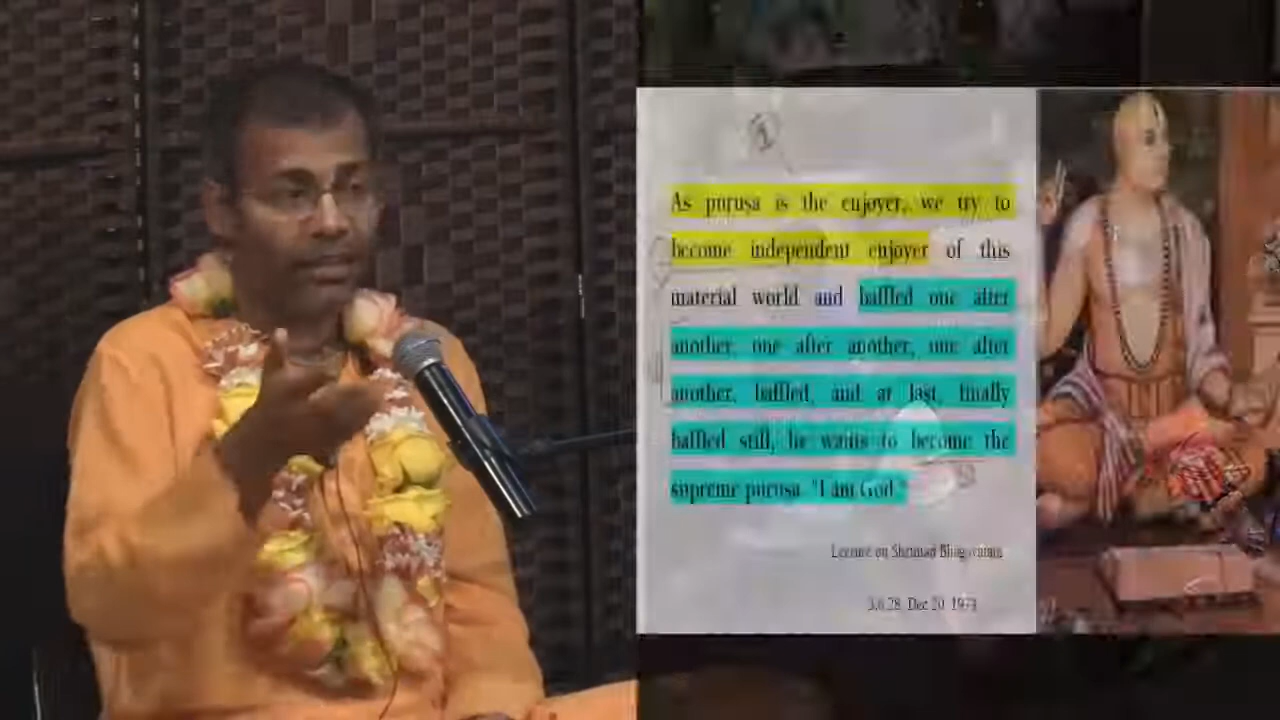 As purusa is the enjoyer, we try to
become independent enjoyer of this
material world and baffled one after
another, one after another, one after
another, baffled, and at last, finally
baffled still, he wants to become the
supreme purusa. "I am God."
Lecture on Shrimad Bhagavatam
3.6.28 Dec 20 1973